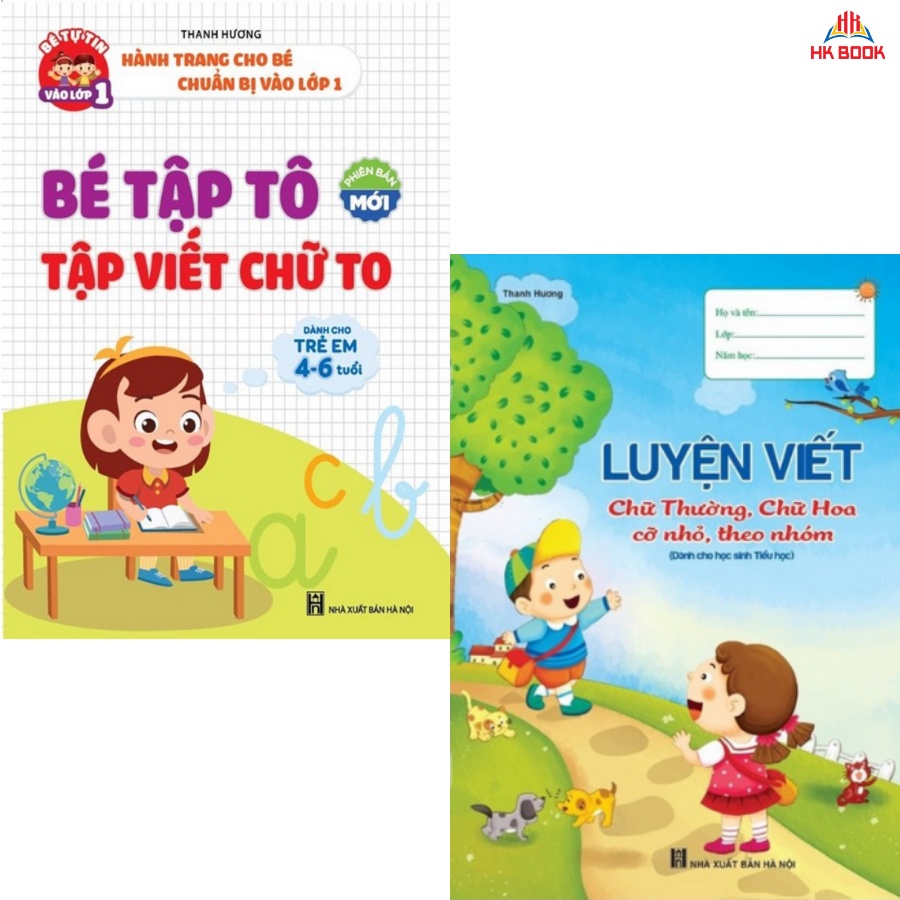 THANH HƯƠNG
BÉ TỰ TIN
VÀO LỚP 1
HÀNH TRANG CHO BÉ
CHUẨN BỊ VÀO LỚP 1
BÉ TẬP TÔ
PHIÊN BẢN
MỚI
TẬP VIẾT CHỮ TO
DÀNH CHO
TRẺ EM
4-6 tuổi
a c b
NHÀ XUẤT BẢN HÀ NỘI
HK
HK BOOK
Thanh Hương
Họ và tên:
Lớp:
Năm học:
LUYỆN VIẾT
Chữ Thường, Chữ Hoa
cỡ nhỏ, theo nhóm
(Dành cho học sinh Tiểu học)
NHÀ XUẤT BẢN HÀ NỘI